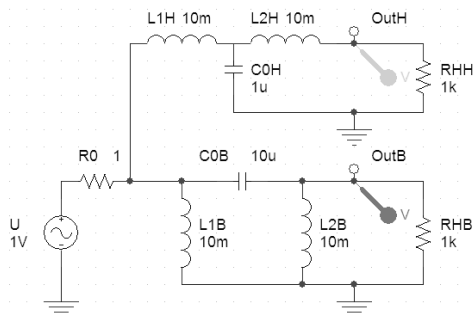 L1H 10m
L2H 10m
OutH
C0H
1u
V
RHH
1k
R0 1
C0B 10u
OutB
U
1V
L1B
10m
L2B
10m
V
RHB
1k